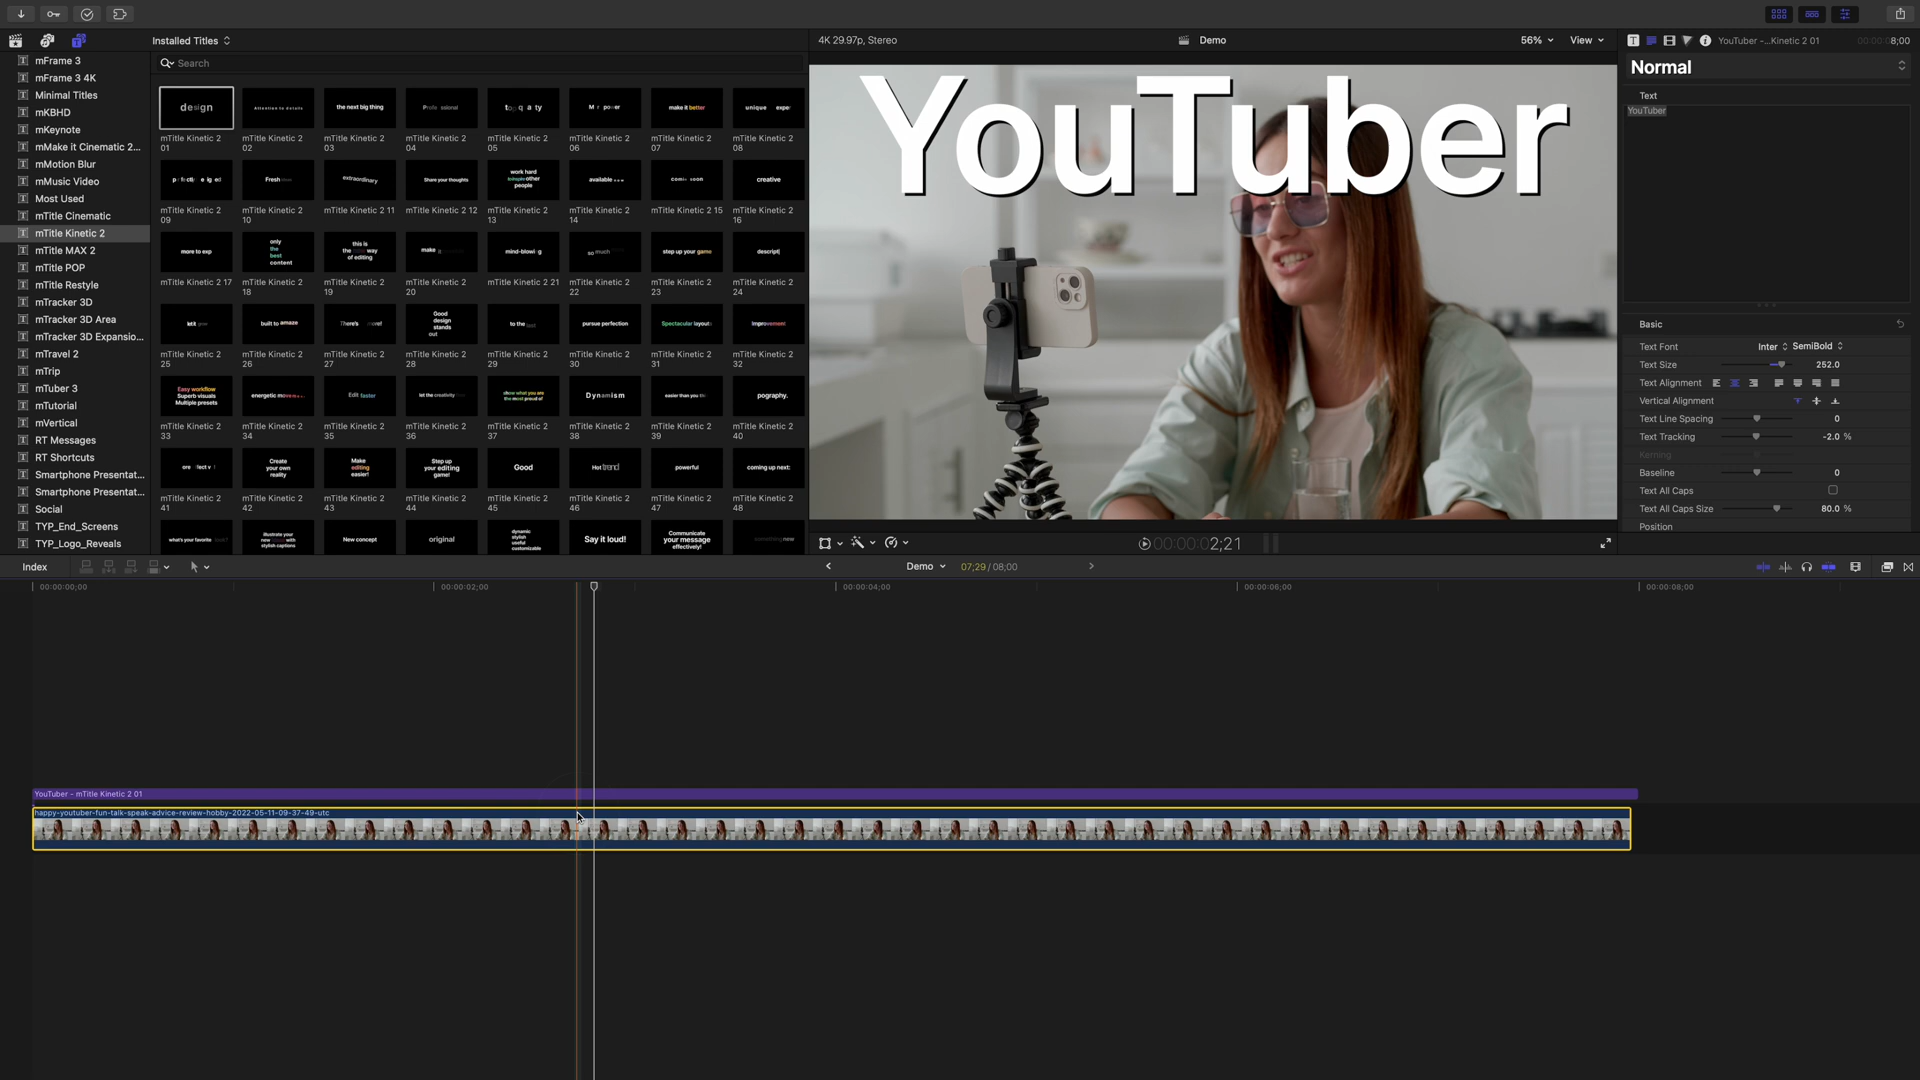 Installed Titles
4K 29.97p, Stereo
Demo
56%
View
YouTuber -...Kinetic 2 01
8;00
Search
mFrame 3
mFrame 3 4K
Minimal Titles
mKBHD
mKeynote
mMake it Cinematic 2...
mMotion Blur
mMusic Video
Most Used
mTitle Cinematic
mTitle Kinetic 2
mTitle MAX 2
mTitle POP
mTitle Restyle
mTracker 3D
mTracker 3D Area
mTracker 3D Expansio...
mTravel 2
mTrip
mTuber 3
mTutorial
mVertical
RT Messages
RT Shortcuts
Smartphone Presentat...
Smartphone Presentat...
Social
TYP_End_Screens
TYP_Logo_Reveals
design
Attention to details
the next big thing
make it better
unique
mTitle Kinetic 2 01
mTitle Kinetic 2 02
mTitle Kinetic 2 03
mTitle Kinetic 2 04
mTitle Kinetic 2 05
mTitle Kinetic 2 06
mTitle Kinetic 2 07
mTitle Kinetic 2 08
Fresh
extraordinary
Share your thoughts
work hard
people
available
creative
mTitle Kinetic 2 09
mTitle Kinetic 2 10
mTitle Kinetic 2 11
mTitle Kinetic 2 12
mTitle Kinetic 2 13
mTitle Kinetic 2 14
mTitle Kinetic 2 15
mTitle Kinetic 2 16
more to exp
only
the
best
content
this is
the way
of editing
make
mind-blowi g
so much
step up your game
descript
mTitle Kinetic 2 17
mTitle Kinetic 2 18
mTitle Kinetic 2 19
mTitle Kinetic 2 20
mTitle Kinetic 2 21
mTitle Kinetic 2 22
mTitle Kinetic 2 23
mTitle Kinetic 2 24
let it
built to amaze
There's more!
Good
design
stands
out
to the
pursue perfection
Spectacular layout
Improvement
mTitle Kinetic 2 25
mTitle Kinetic 2 26
mTitle Kinetic 2 27
mTitle Kinetic 2 28
mTitle Kinetic 2 29
mTitle Kinetic 2 30
mTitle Kinetic 2 31
mTitle Kinetic 2 32
Easy workflow
Superb visuals
Multiple presets
energetic
Edit faster
let the creativity
show what you are
the most proud of
Dynamism
easier than you
pography.
mTitle Kinetic 2 33
mTitle Kinetic 2 34
mTitle Kinetic 2 35
mTitle Kinetic 2 36
mTitle Kinetic 2 37
mTitle Kinetic 2 38
mTitle Kinetic 2 39
mTitle Kinetic 2 40
Create
your own
reality
Make
editing
easier!
Step up
your editing
game!
Good
Hot trend
powerful
coming up next:
mTitle Kinetic 2 41
mTitle Kinetic 2 42
mTitle Kinetic 2 43
mTitle Kinetic 2 44
mTitle Kinetic 2 45
mTitle Kinetic 2 46
mTitle Kinetic 2 47
mTitle Kinetic 2 48
what's your favorite
Illustrate your
new with
stylish captions
New concept
original
dynamic
stylish
useful
customizable
Say it loud!
Communicate
your message
effectively!
something new
YouTuber
00:00:02;21
Normal
Text
YouTuber
Basic
Text Font Inter SemiBold
Text Size 252.0
Text Alignment
Vertical Alignment
Text Line Spacing 0
Text Tracking -2.0 %
Kerning
Baseline 0
Text All Caps
Text All Caps Size 80.0 %
Position
Index
Demo
07;29 / 08;00
00:00:00;00
00:00:02;00
00:00:04;00
00:00:06;00
00:00:08;00
YouTuber - mTitle Kinetic 2 01
happy-youtuber-fun-talk-speak-advice-review-hobby-2022-05-11-09-37-49-utc